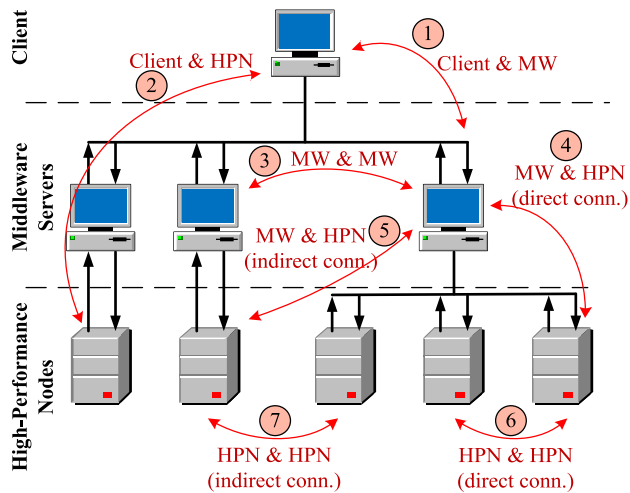 Client
1
Client & HPN
Client & MW
2
Middleware
Servers
3
MW & MW
4
MW & HPN
(direct conn.)
5
MW & HPN
(indirect conn.)
High-Performance
Nodes
7
HPN & HPN
(indirect conn.)
6
HPN & HPN
(direct conn.)